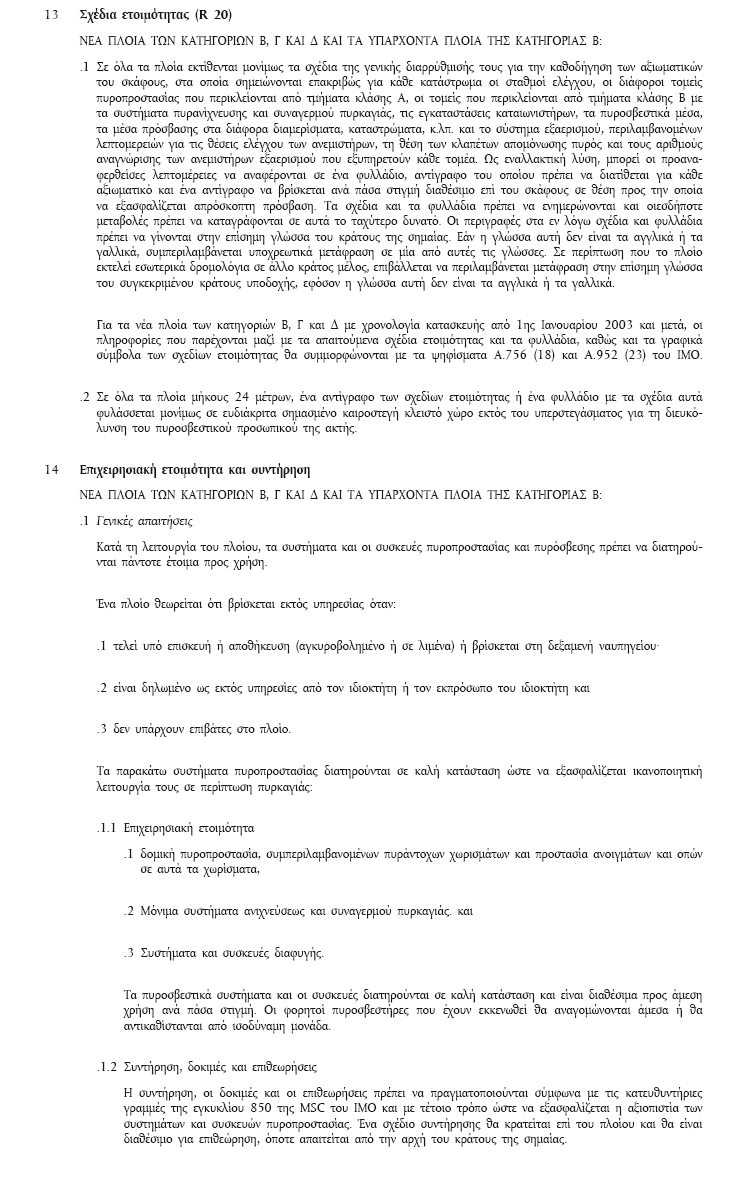 13 Σχέδια ετοιμότητας (R 20)
ΝΕΑ ΠΛΟΙΑ ΤΩΝ ΚΑΤΗΓΟΡΙΩΝ Β, Γ ΚΑΙ Δ ΚΑΙ ΤΑ ΥΠΑΡΧΟΝΤΑ ΠΛΟΙΑ ΤΗΣ ΚΑΤΗΓΟΡΙΑΣ Β:
.1 Σε όλα τα πλοία εκτίθενται μονίμως τα σχέδια της γενικής διαρρύθμισής τους για την καθοδήγηση των αξιωματικών
του σκάφους, στα οποία σημειώνονται επακριβώς για κάθε κατάστρωμα οι σταθμοί ελέγχου, οι διάφοροι τομείς
πυροπροστασίας που περικλείονται από τμήματα κλάσης Α, οι τομείς που περικλείονται από τμήματα κλάσης Β με
τα συστήματα πυρανίχνευσης και συναγερμού πυρκαγιάς, τις εγκαταστάσεις καταιωνιστήρων, τα πυροσβεστικά μέσα,
τα μέσα πρόσβασης στα διάφορα διαμερίσματα, καταστρώματα, κ.λπ. και το σύστημα εξαερισμού, περιλαμβανομένων
λεπτομερειών για τις θέσεις ελέγχου των ανεμιστήρων, τη θέση των κλαπέτων απομόνωσης πυρός και τους αριθμούς
αναγνώρισης των ανεμιστήρων εξαερισμού που εξυπηρετούν κάθε τομέα. Ως εναλλακτική λύση, μπορεί οι προανα-
φερθείσες λεπτομέρειες να αναφέρονται σε ένα φυλλάδιο, αντίγραφο του οποίου πρέπει να διατίθεται για κάθε
αξιωματικό και ένα αντίγραφο να βρίσκεται ανά πάσα στιγμή διαθέσιμο επί του σκάφους σε θέση προς την οποία
να εξασφαλίζεται απρόσκοπτη πρόσβαση. Τα σχέδια και τα φυλλάδια πρέπει να ενημερώνονται και οιεσδήποτε
μεταβολές πρέπει να καταγράφονται σε αυτά το ταχύτερο δυνατό. Οι περιγραφές στα εν λόγω σχέδια και φυλλάδια
πρέπει να γίνονται στην επίσημη γλώσσα του κράτους της σημαίας. Εάν η γλώσσα αυτή δεν είναι τα αγγλικά ή τα
γαλλικά, συμπεριλαμβάνεται υποχρεωτικά μετάφραση σε μία από αυτές τις γλώσσες. Σε περίπτωση που το πλοίο
εκτελεί εσωτερικά δρομολόγια σε άλλο κράτος μέλος, επιβάλλεται να περιλαμβάνεται μετάφραση στην επίσημη γλώσσα
του συγκεκριμένου κράτους υποδοχής, εφόσον η γλώσσα αυτή δεν είναι τα αγγλικά ή τα γαλλικά.
Για τα νέα πλοία των κατηγοριών Β, Γ και Δ με χρονολογία κατασκευής από 1ης Ιανουαρίου 2003 και μετά, οι
πληροφορίες που παρέχονται μαζί με τα απαιτούμενα σχέδια ετοιμότητας και τα φυλλάδια, καθώς και τα γραφικά
σύμβολα των σχεδίων ετοιμότητας θα συμμορφώνονται με τα ψηφίσματα Α.756 (18) και Α.952 (23) του ΙΜΟ.
.2 Σε όλα τα πλοία μήκους 24 μέτρων, ένα αντίγραφο των σχεδίων ετοιμότητας ή ένα φυλλάδιο με τα σχέδια αυτά
φυλάσσεται μονίμως σε ευδιάκριτα σημασμένο καιροστεγή κλειστό χώρο εκτός του υπερστεγάσματος για τη διευκό-
λυνση του πυροσβεστικού προσωπικού της ακτής.
14 Επιχειρησιακή ετοιμότητα και συντήρηση
ΝΕΑ ΠΛΟΙΑ ΤΩΝ ΚΑΤΗΓΟΡΙΩΝ Β, Γ ΚΑΙ Δ ΚΑΙ ΤΑ ΥΠΑΡΧΟΝΤΑ ΠΛΟΙΑ ΤΗΣ ΚΑΤΗΓΟΡΙΑΣ Β:
.1 Γενικές απαιτήσεις
Κατά τη λειτουργία του πλοίου, τα συστήματα και οι συσκευές πυροπροστασίας και πυρόσβεσης πρέπει να διατηρού-
νται πάντοτε έτοιμα προς χρήση.
Ένα πλοίο θεωρείται ότι βρίσκεται εκτός υπηρεσίας όταν:
.1 τελεί υπό επισκευή ή αποθήκευση (αγκυροβολημένο ή σε λιμένα) ή βρίσκεται στη δεξαμενή ναυπηγείου·
.2 είναι δηλωμένο ως εκτός υπηρεσίες από τον ιδιοκτήτη ή τον εκπρόσωπο του ιδιοκτήτη και
.3 δεν υπάρχουν επιβάτες στο πλοίο.
Τα παρακάτω συστήματα πυροπροστασίας διατηρούνται σε καλή κατάσταση ώστε να εξασφαλίζεται ικανοποιητική
λειτουργία τους σε περίπτωση πυρκαγιάς:
.1.1 Επιχειρησιακή ετοιμότητα
.1 δομική πυροπροστασία, συμπεριλαμβανομένων πυράντοχων χωρισμάτων και προστασία ανοιγμάτων και οπών
σε αυτά τα χωρίσματα,
.2 Μόνιμα συστήματα ανιχνεύσεως και συναγερμού πυρκαγιάς. και
.3 Συστήματα και συσκευές διαφυγής.
Τα πυροσβεστικά συστήματα και οι συσκευές διατηρούνται σε καλή κατάσταση και είναι διαθέσιμα προς άμεση
χρήση ανά πάσα στιγμή. Οι φορητοί πυροσβεστήρες που έχουν εκκενωθεί θα αναγομώνονται άμεσα ή θα
αντικαθίστανται από ισοδύναμη μονάδα.
.1.2 Συντήρηση, δοκιμές και επιθεωρήσεις
Η συντήρηση, οι δοκιμές και οι επιθεωρήσεις πρέπει να πραγματοποιούνται σύμφωνα με τις κατευθυντήριες
γραμμές της εγκυκλίου 850 της MSC του ΙΜΟ και με τέτοιο τρόπο ώστε να εξασφαλίζεται η αξιοπιστία των
συστημάτων και συσκευών πυροπροστασίας. Ένα σχέδιο συντήρησης θα κρατείται επί του πλοίου και θα είναι
διαθέσιμο για επιθεώρηση, όποτε απαιτείται από την αρχή του κράτους της σημαίας.